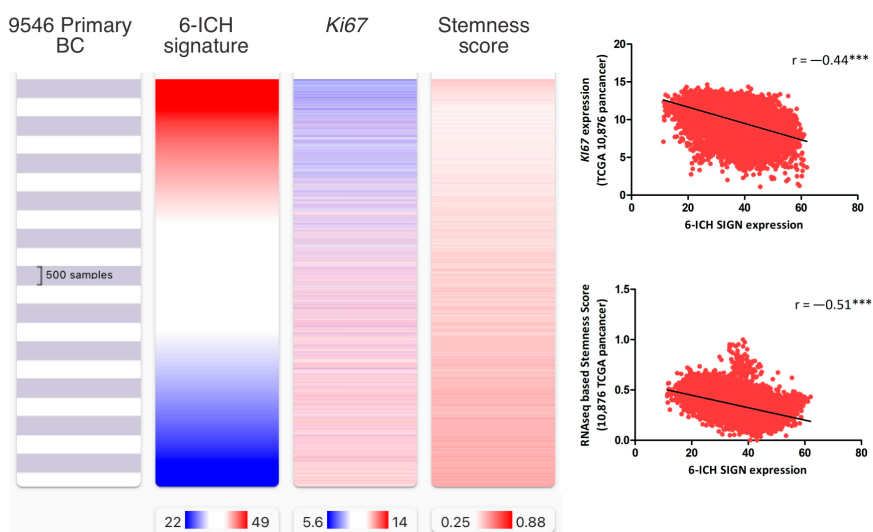 9546 Primary
BC
6-ICH
signature
Ki67
Stemness
score
500 samples
22 49
5.6 14
0.25 0.88
20
15
10
5
0
0 20 40 60 80
KI67 expression
(TCGA 10,876 pancancer)
6-ICH SIGN expression
r = —0.44***
1.5
1.0
0.5
0.0
0 20 40 60 80
RNAseq based Stemness Score
(10,876 TCGA pancancer)
6-ICH SIGN expression
r = —0.51***